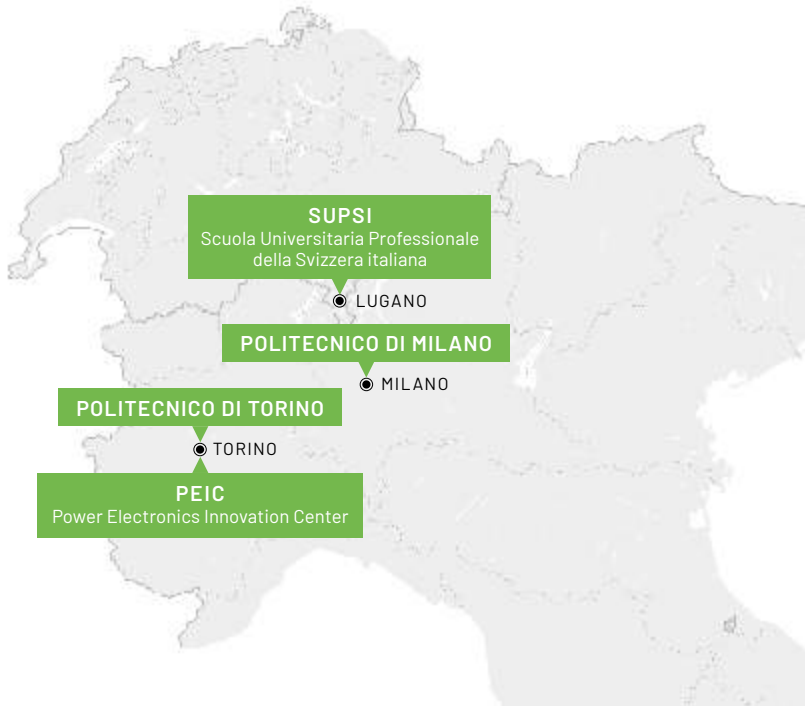 SUPSI
Scuola Universitaria Professionale
della Svizzera italiana
LUGANO
POLITECNICO DI MILANO
MILANO
POLITECNICO DI TORINO
TORINO
PEIC
Power Electronics Innovation Center